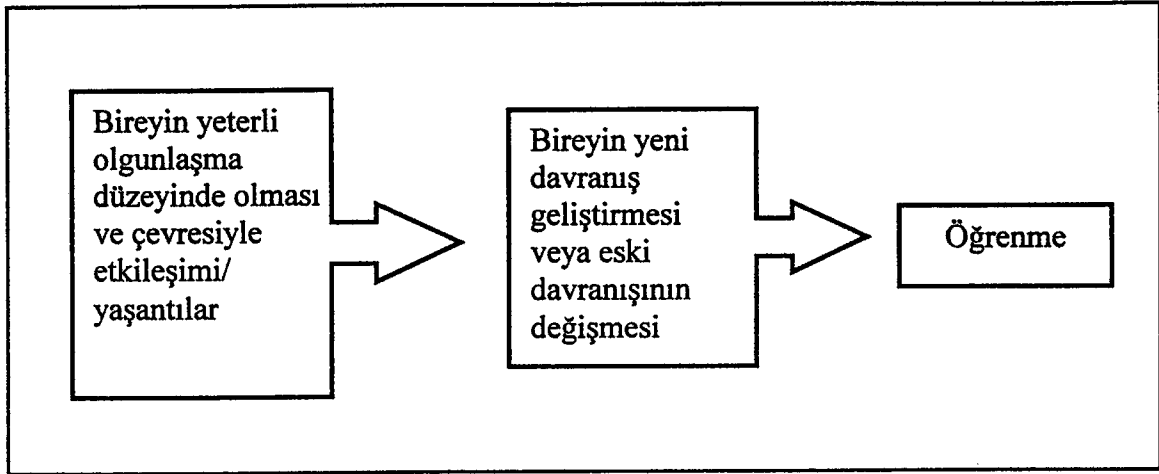 Bireyin yeterli
olgunlaşma
düzeyinde olması
ve çevresiyle
etkileşimi/
yaşantılar
Bireyin yeni
davranış
geliştirmesi
veya eski
davranışının
değişmesi
Öğrenme